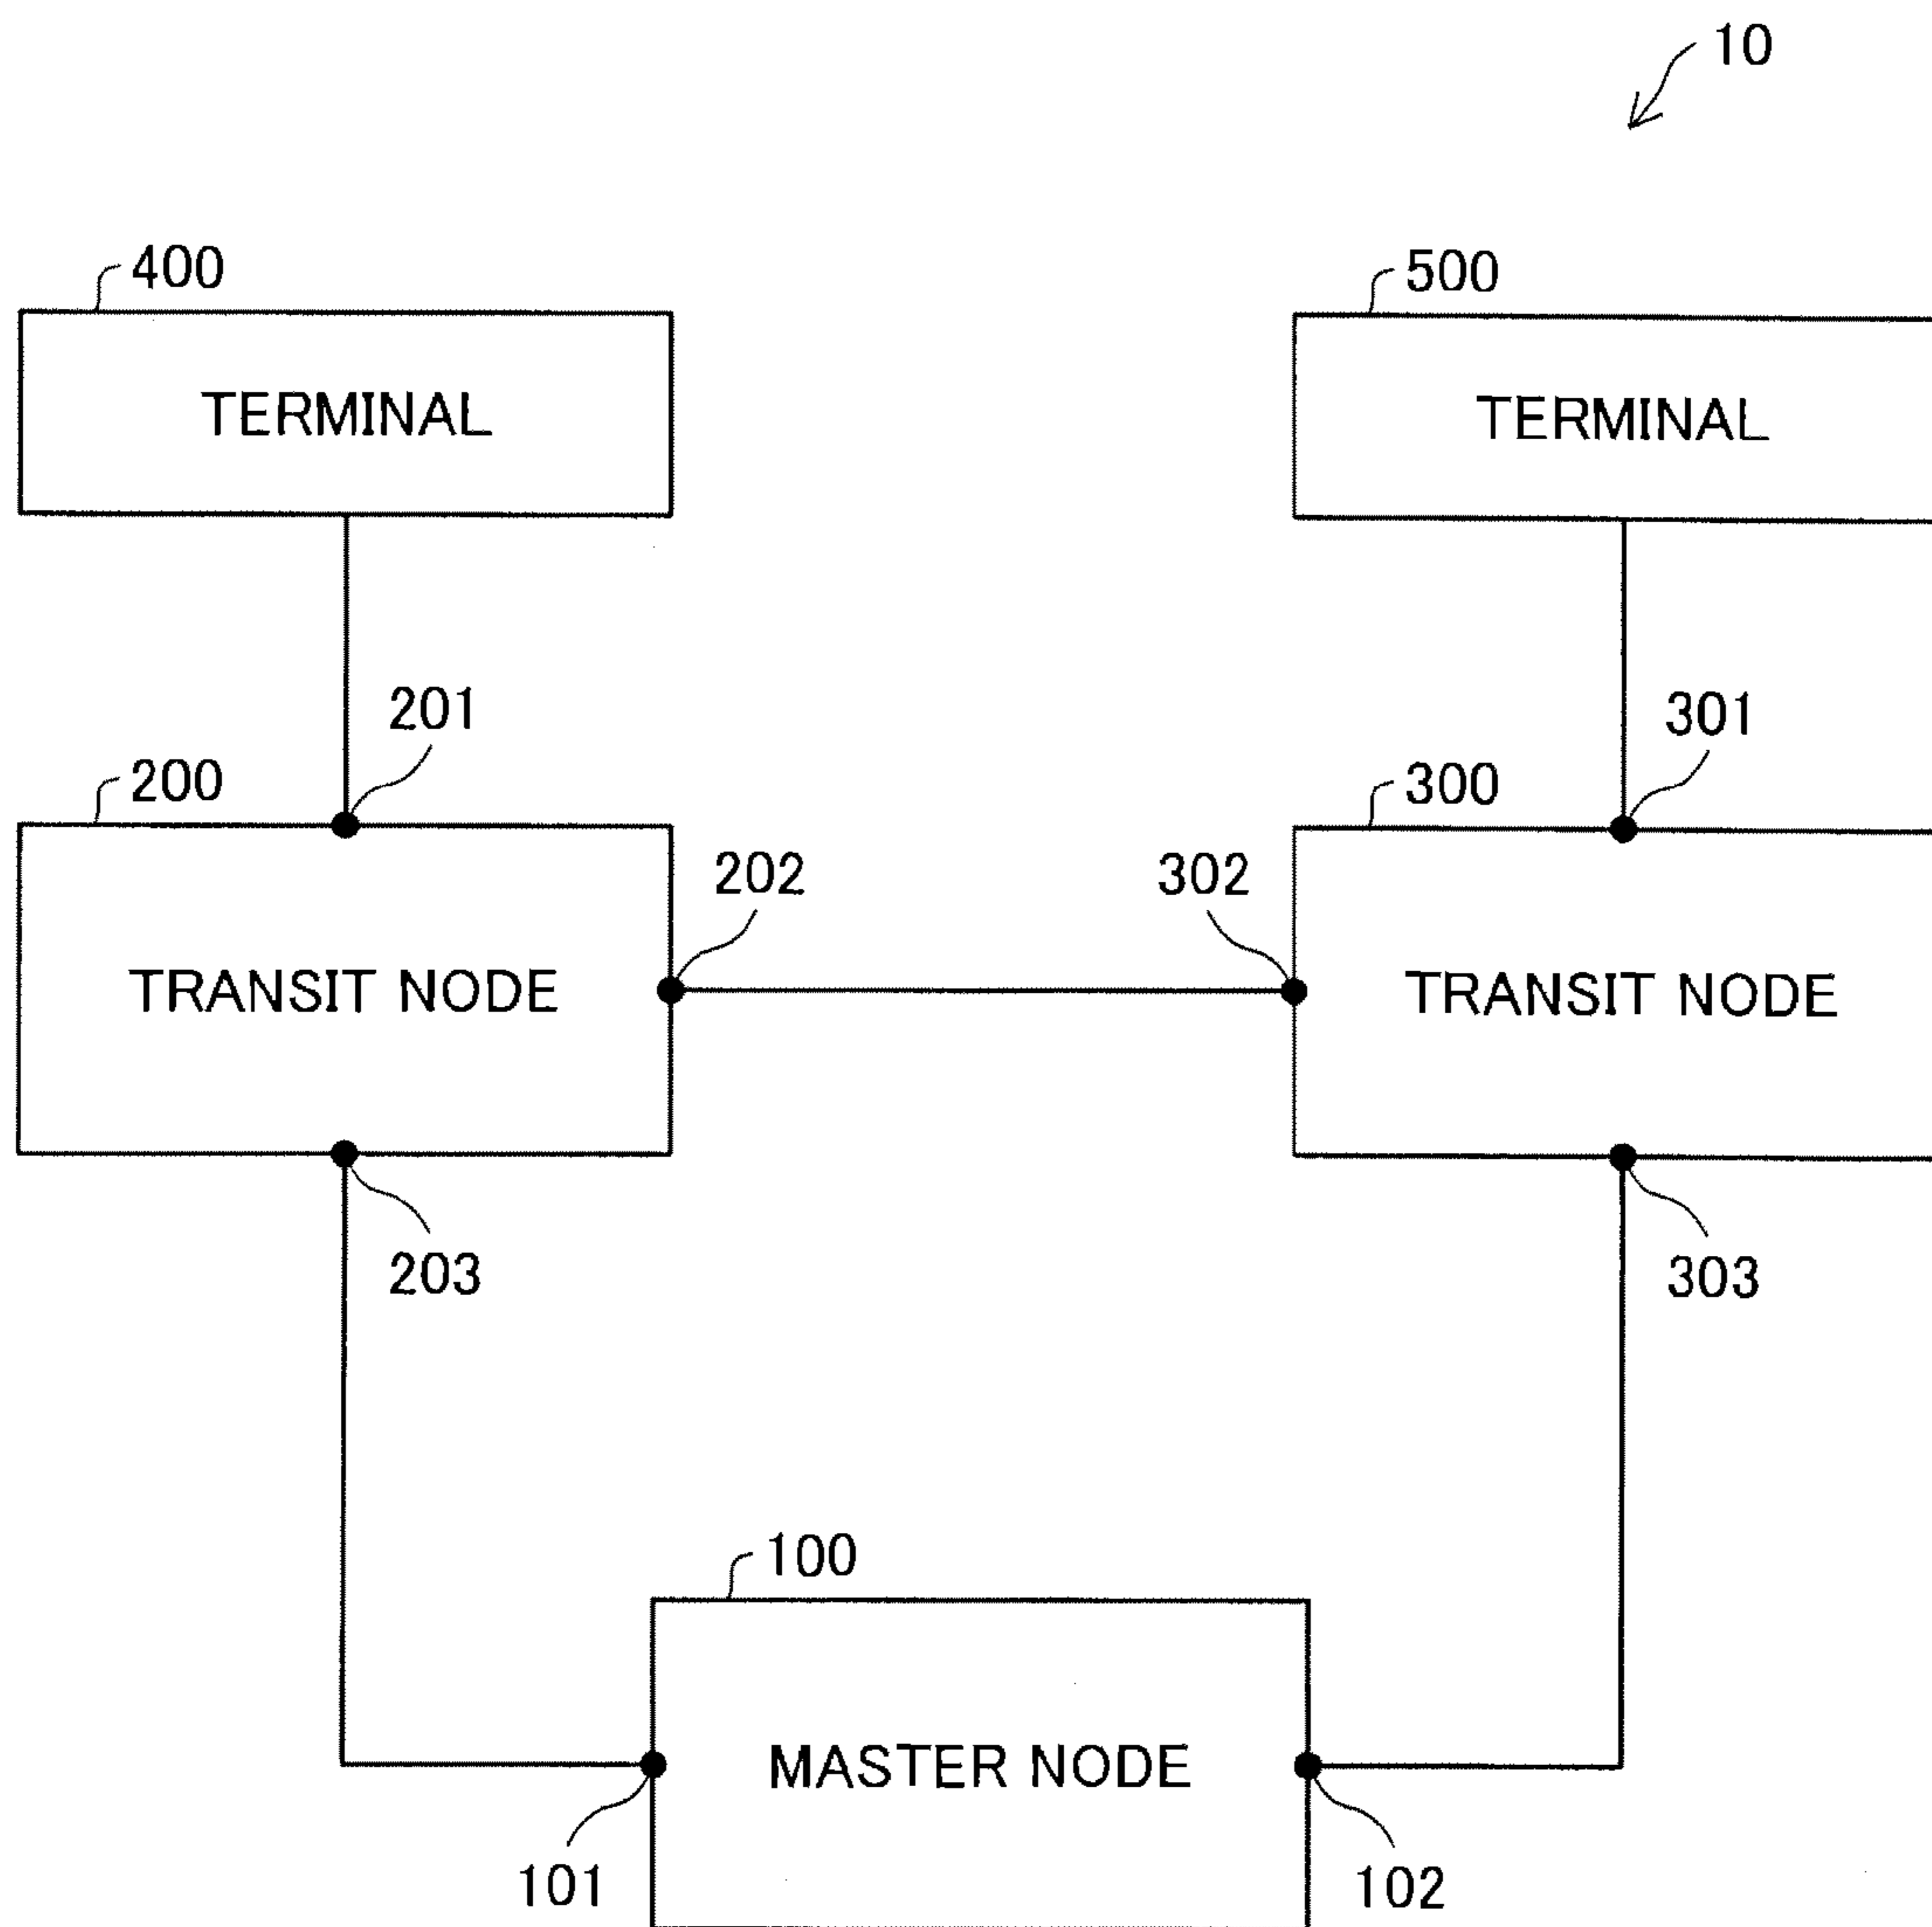 10
400
500
TERMINAL
TERMINAL
201
301
200
300
202
302
TRANSIT NODE
TRANSIT NODE
203
303
100
MASTER NODE
101
102